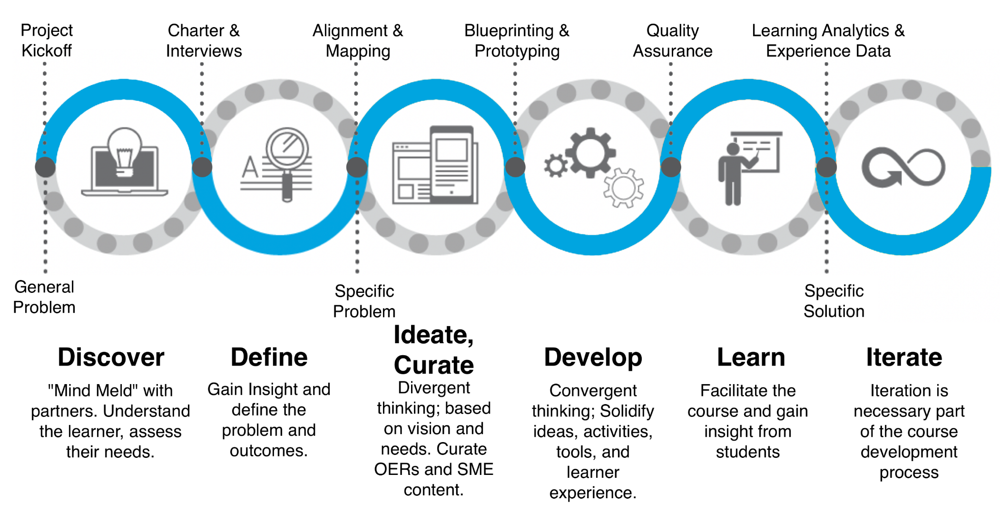 Project
Kickoff
Charter &
Interviews
Alignment &
Mapping
Blueprinting &
Prototyping
Quality
Assurance
Learning Analytics &
Experience Data
A
General
Problem
Specific
Problem
Specific
Solution
Discover
"Mind Meld" with
partners. Understand
the learner, assess
their needs.
Define
Gain Insight and
define the
problem and
outcomes.
Ideate,
Curate
Divergent
thinking; based
on vision and
needs. Curate
OERs and SME
content.
Develop
Convergent
thinking; Solidify
ideas, activities,
tools, and
learner
experience.
Learn
Facilitate the
course and gain
insight from
students
Iterate
Iteration is
necessary part
of the course
development
process